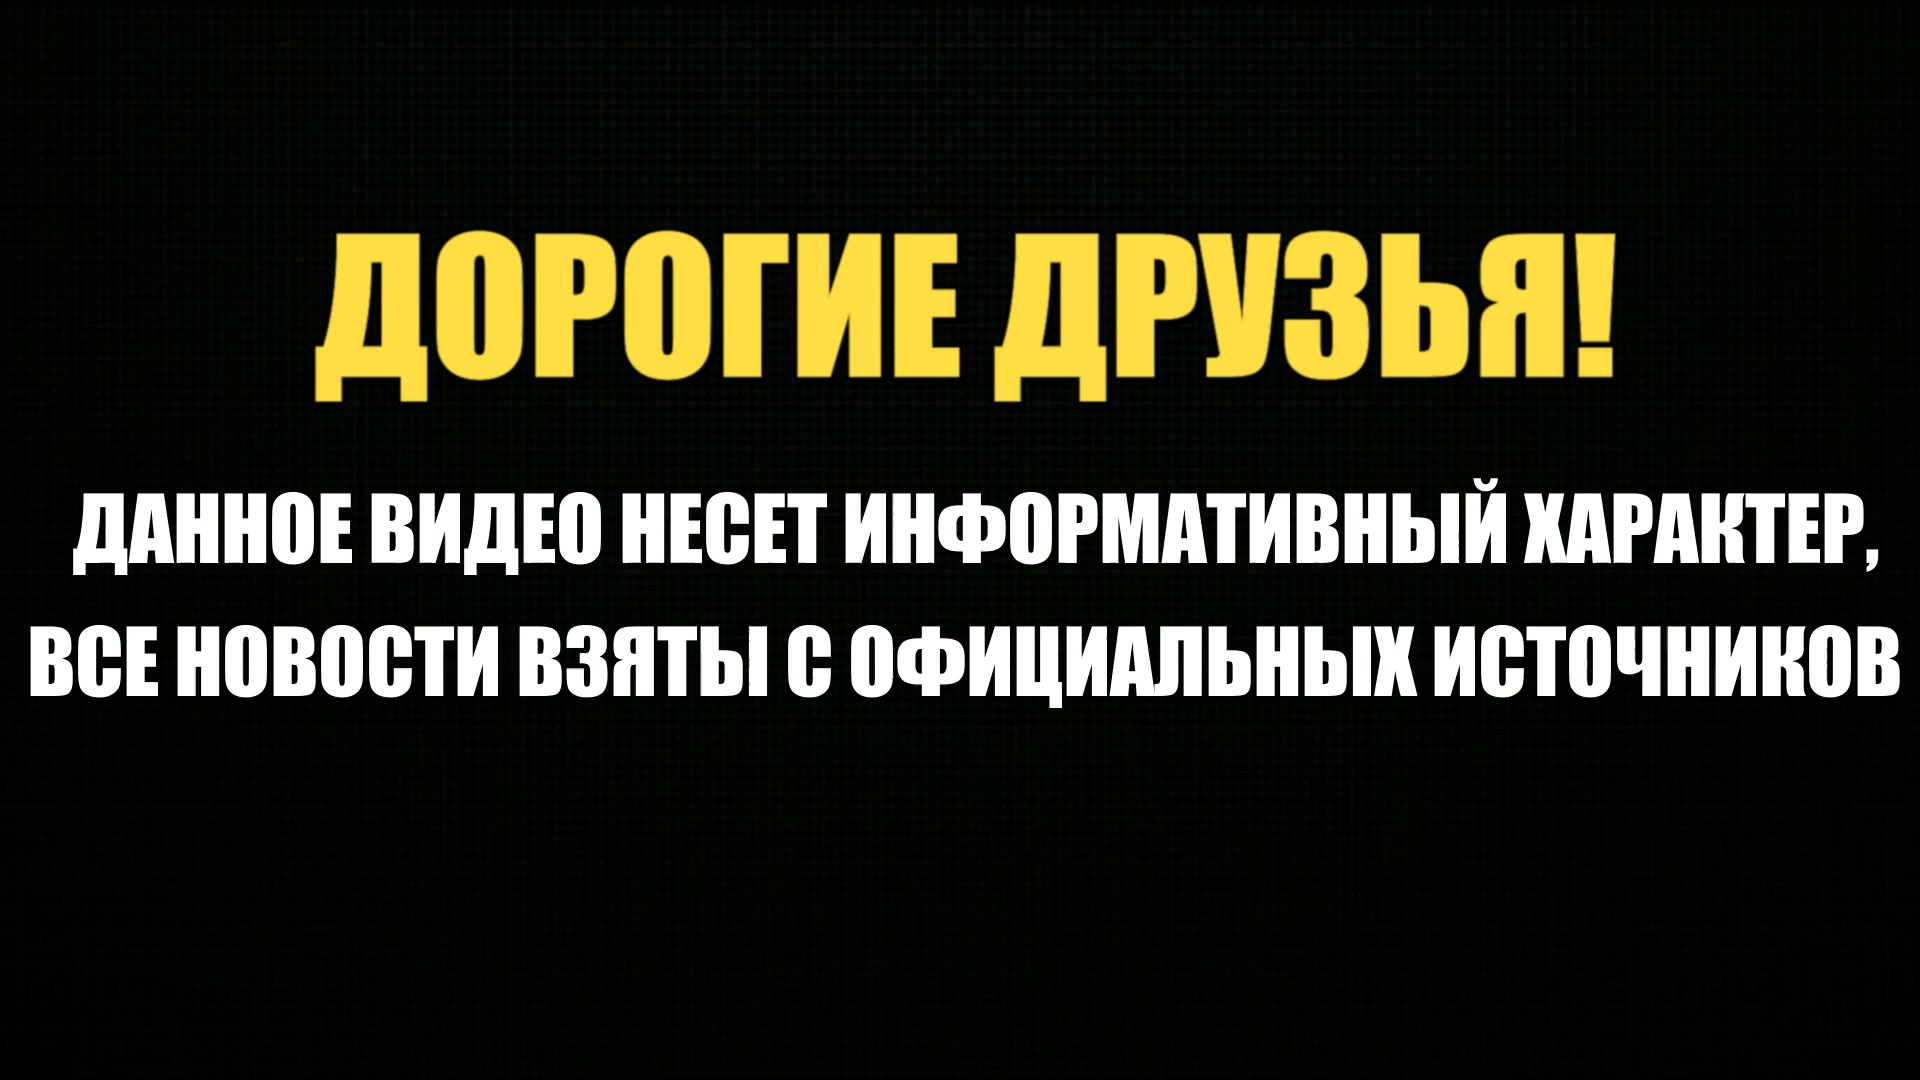 ДОРОГИЕ ДРУЗЬЯ!
ДАННОЕ ВИДЕО НЕСЕТ ИНФОРМАТИВНЫЙ ХАРАКТЕР,
ВСЕ НОВОСТИ ВЗЯТЫ С ОФИЦИАЛЬНЫХ ИСТОЧНИКОВ